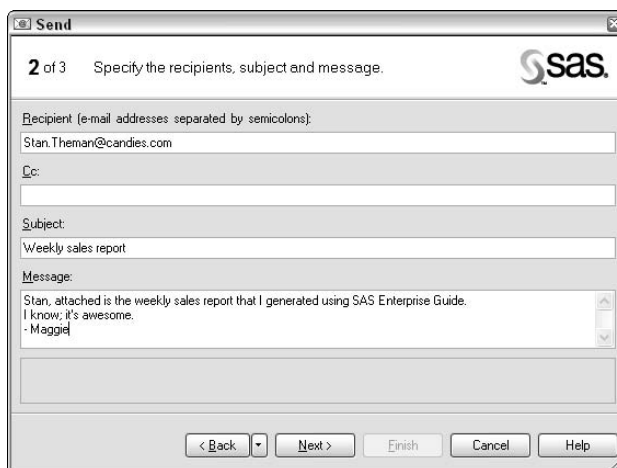 Send
2 of 3 Specify the recipients, subject and message.
sas.
Recipient (e-mail addresses separated by semicolons):
Stan.Theman@candies.com
Cc:
Subject:
Weekly sales report
Message:
Stan, attached is the weekly sales report that I generated using SAS Enterprise Guide.
I know; it's awesome.
- Maggie
< Back Next > Finish Cancel Help